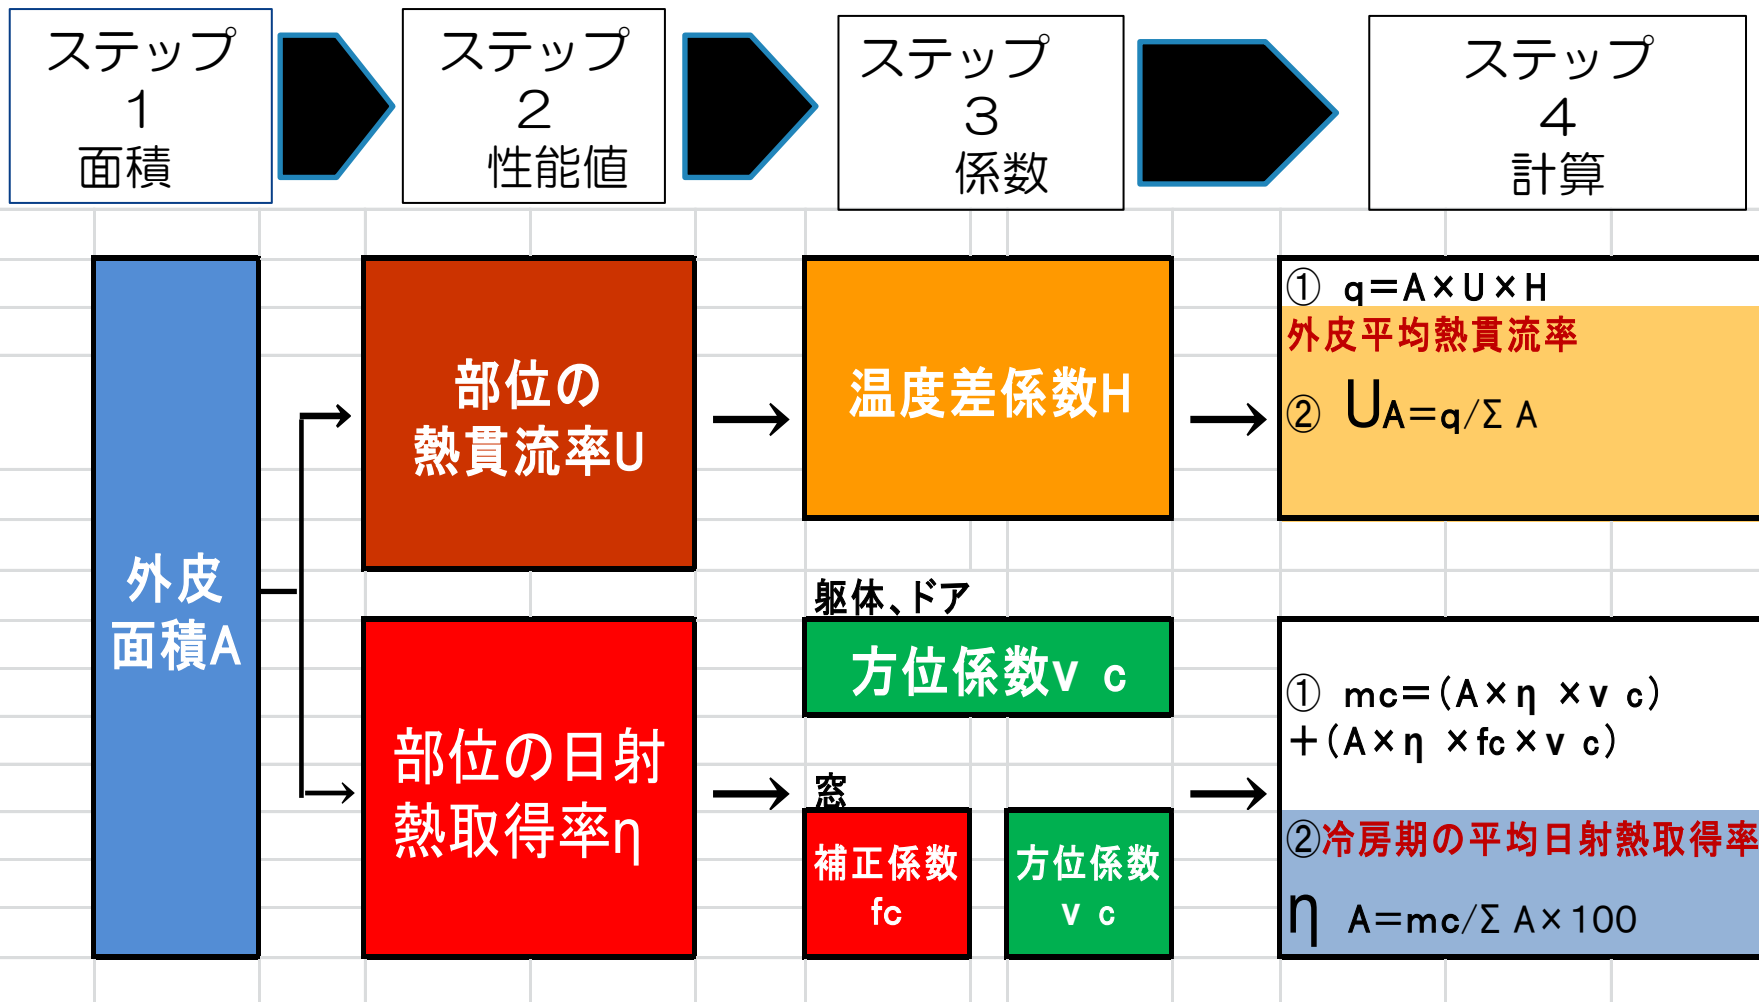 ステップ
1
面積
ステップ
2
性能値
ステップ
3
係数
ステップ
4
計算
外皮
面積A
部位の
熱貫流率U
温度差係数H
① q=A×U×H
外皮平均熱貫流率
② UA=q/Σ A
部位の日射
熱取得率η
躯体、ドア
方位係数ν c
窓
補正係数
fc
方位係数
ν c
① mc=(A×η ×ν c)
+(A×η ×fc×ν c)
②冷房期の平均日射熱取得率
η A=mc/Σ A×100